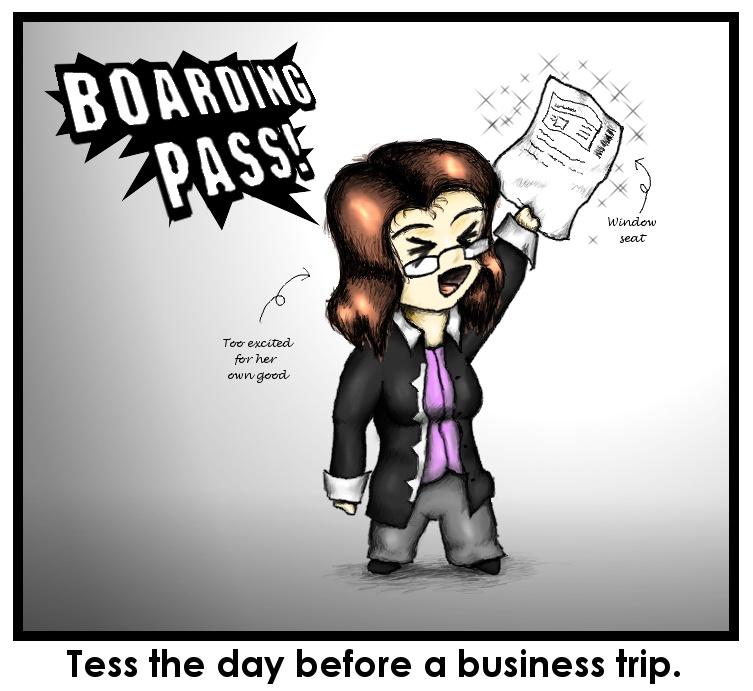 BOARDING
PASS!
Window
seat
Too excited
for her
own good
Tess the day before a business trip.